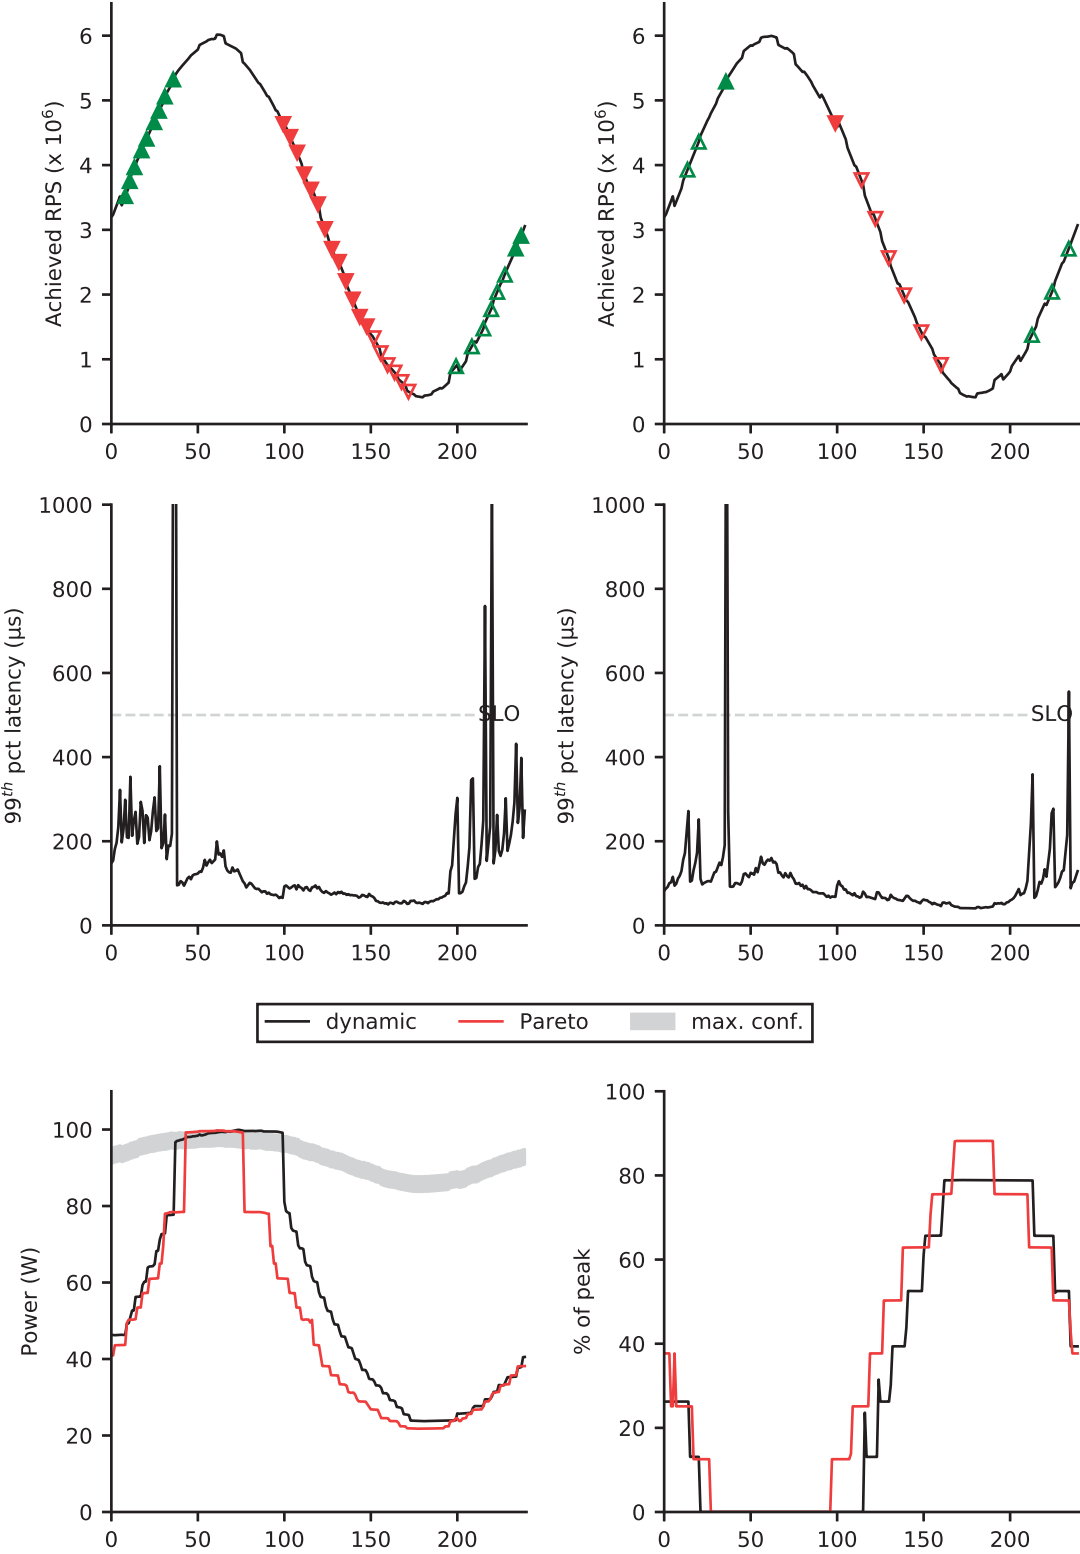 Achieved RPS (x 10⁶)
6
5
4
3
2
1
0
0 50 100 150 200
Achieved RPS (x 10⁶)
6
5
4
3
2
1
0
0 50 100 150 200
99ᵗʰ pct latency (μs)
1000
800
600
400
200
0
SLO
0 50 100 150 200
99ᵗʰ pct latency (μs)
1000
800
600
400
200
0
SLO
0 50 100 150 200
dynamic Pareto max. conf.
Power (W)
100
80
60
40
20
0
0 50 100 150 200
% of peak
100
80
60
40
20
0
0 50 100 150 200